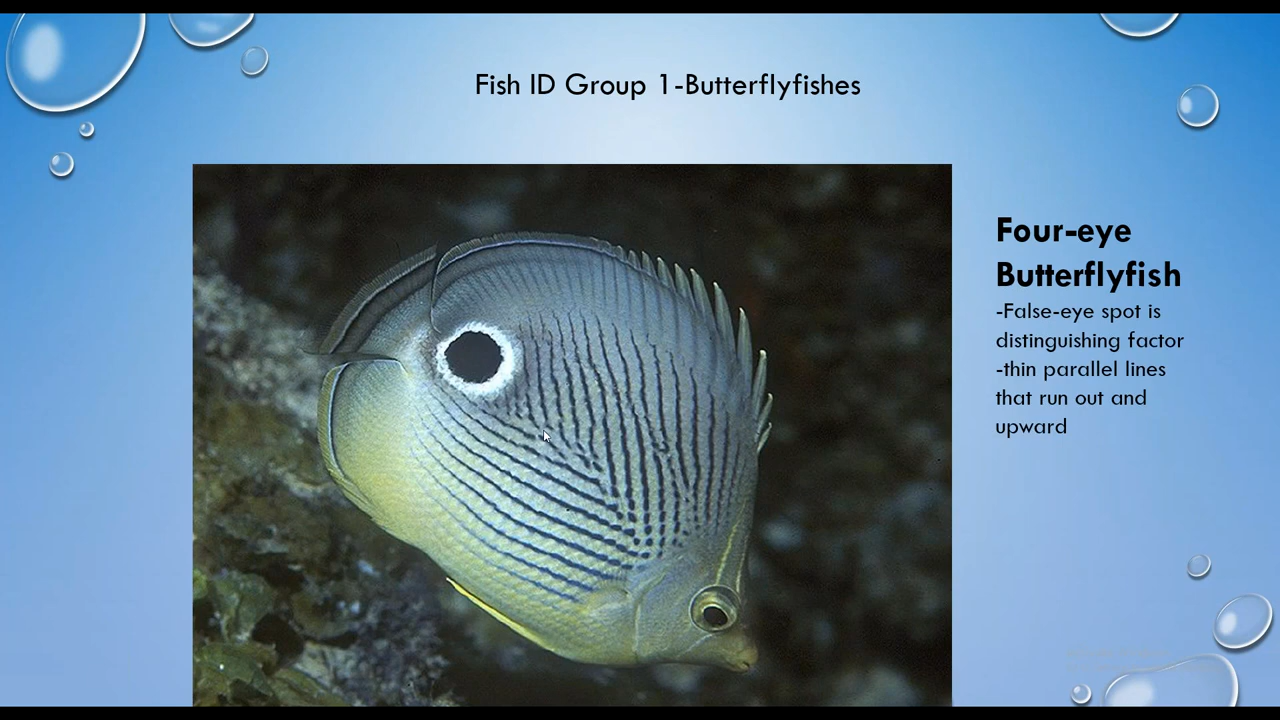 Fish ID Group 1-Butterflyfishes
Four-eye
Butterflyfish
-False-eye spot is
distinguishing factor
-thin parallel lines
that run out and
upward